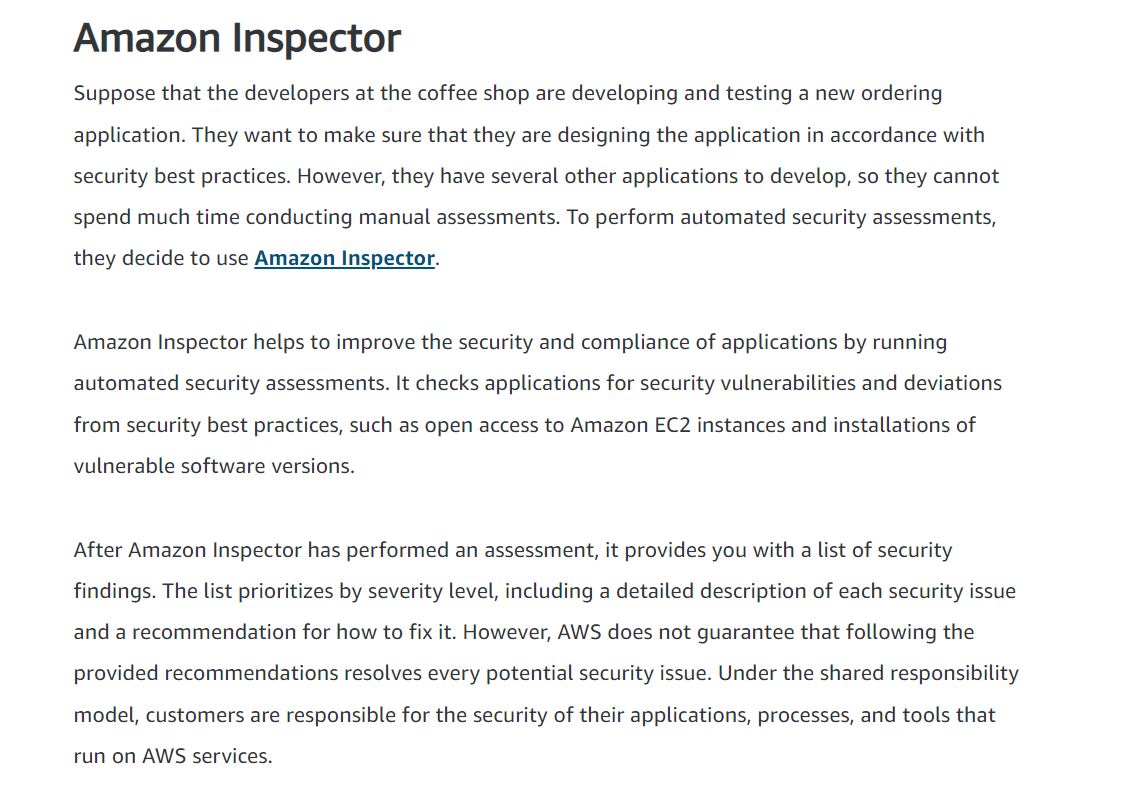 Amazon Inspector
Suppose that the developers at the coffee shop are developing and testing a new ordering
application. They want to make sure that they are designing the application in accordance with
security best practices. However, they have several other applications to develop, so they cannot
spend much time conducting manual assessments. To perform automated security assessments,
they decide to use Amazon Inspector.
Amazon Inspector helps to improve the security and compliance of applications by running
automated security assessments. It checks applications for security vulnerabilities and deviations
from security best practices, such as open access to Amazon EC2 instances and installations of
vulnerable software versions.
After Amazon Inspector has performed an assessment, it provides you with a list of security
findings. The list prioritizes by severity level, including a detailed description of each security issue
and a recommendation for how to fix it. However, AWS does not guarantee that following the
provided recommendations resolves every potential security issue. Under the shared responsibility
model, customers are responsible for the security of their applications, processes, and tools that
run on AWS services.